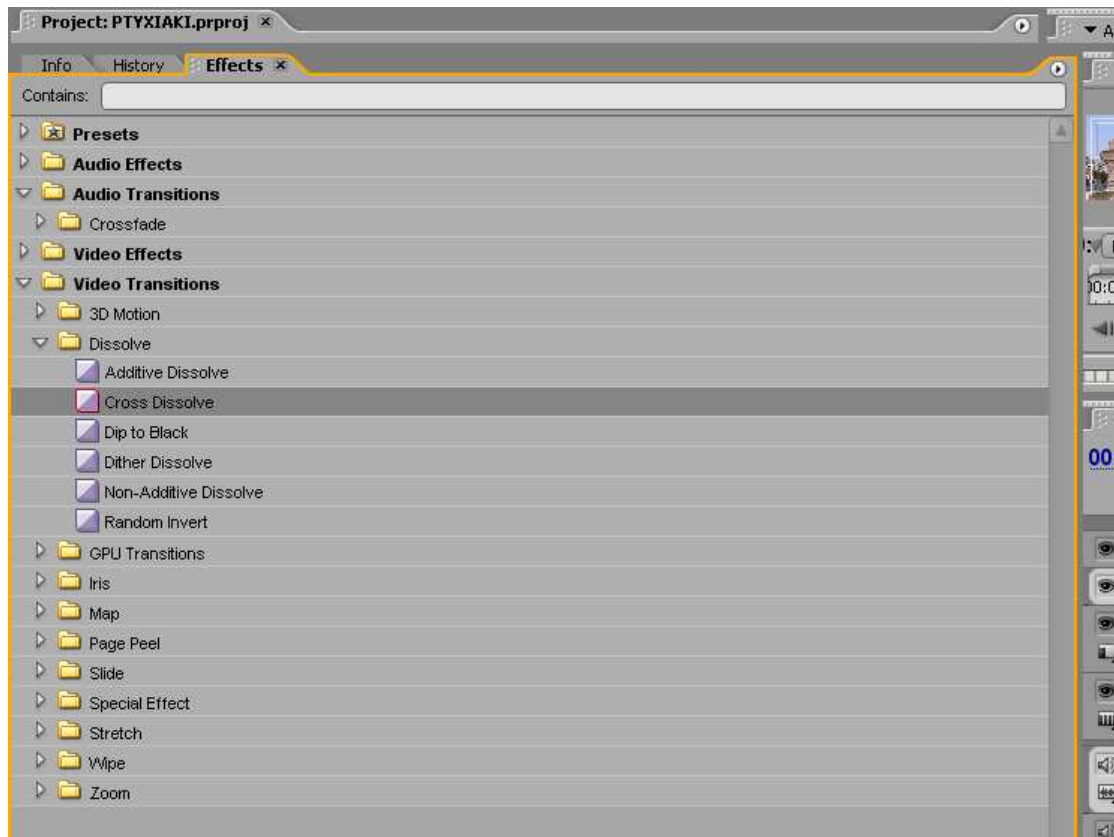 Project: PTYXIAKI.prproj
Info History Effects
Contains:
Presets
Audio Effects
Audio Transitions
Crossfade
Video Effects
Video Transitions
3D Motion
Dissolve
Additive Dissolve
Cross Dissolve
Dip to Black
Dither Dissolve
Non-Additive Dissolve
Random Invert
GPU Transitions
Iris
Map
Page Peel
Slide
Special Effect
Stretch
Wipe
Zoom
A
00